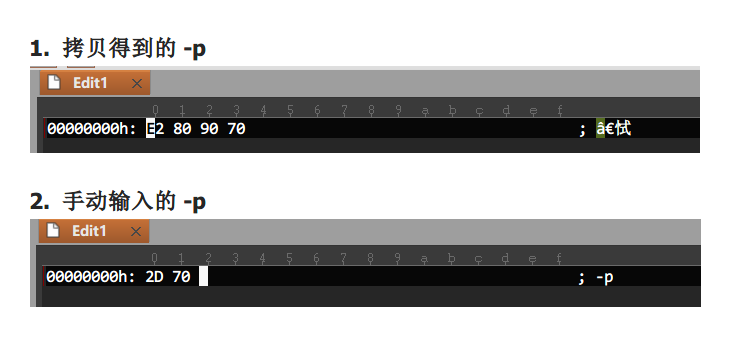 1. 拷贝得到的 -p
Edit1 ×
0 1 2 3 4 5 6 7 8 9 a b c d e f
00000000h: E2 80 90 70 ; â€怭
2. 手动输入的 -p
Edit1 ×
0 1 2 3 4 5 6 7 8 9 a b c d e f
00000000h: 2D 70 ; -p